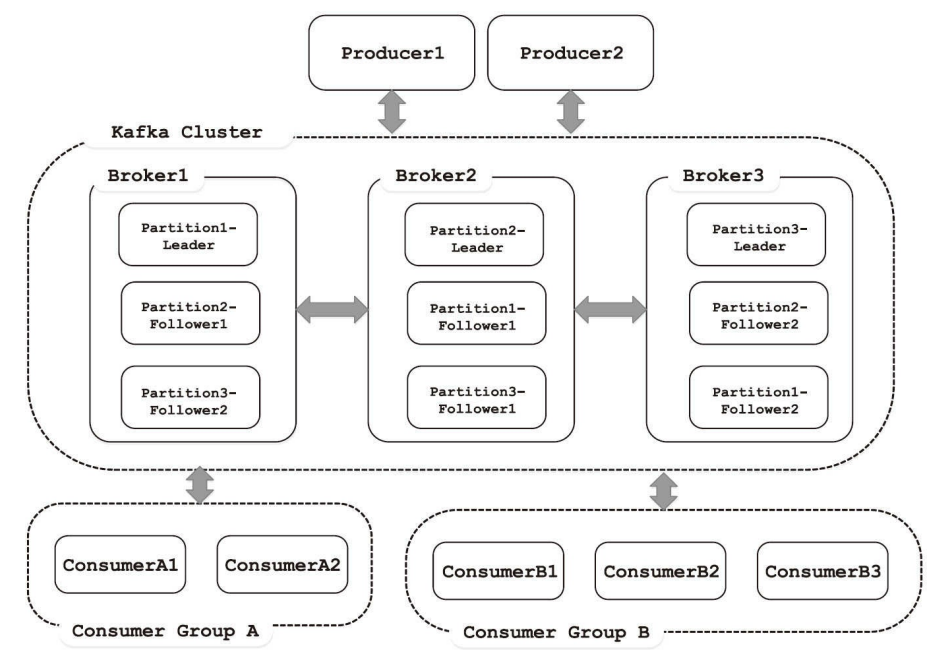 Producer1
Producer2
Kafka Cluster
Broker1
Broker2
Broker3
Partition1-
Leader
Partition2-
Leader
Partition3-
Leader
Partition2-
Follower1
Partition1-
Follower1
Partition2-
Follower2
Partition3-
Follower2
Partition3-
Follower1
Partition1-
Follower2
ConsumerA1
ConsumerA2
ConsumerB1
ConsumerB2
ConsumerB3
Consumer Group A
Consumer Group B